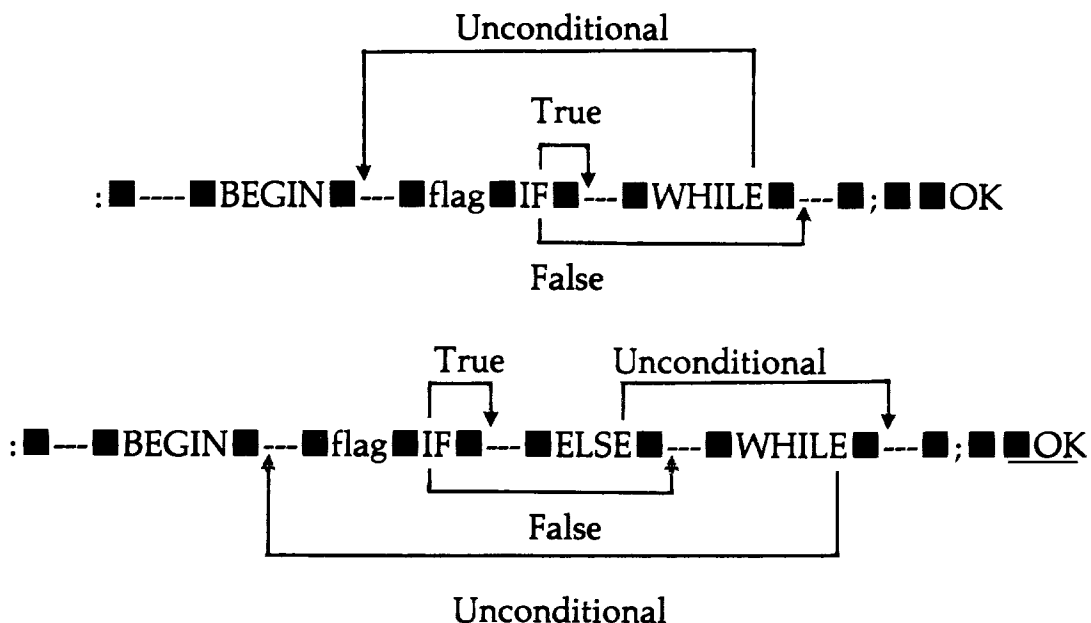 Unconditional
True
:■----■BEGIN■---■flag■IF■---■WHILE■---■;■■OK
False
True Unconditional
:■---■BEGIN■---■flag■IF■---■ELSE■---■WHILE■---■;■■OK
False
Unconditional